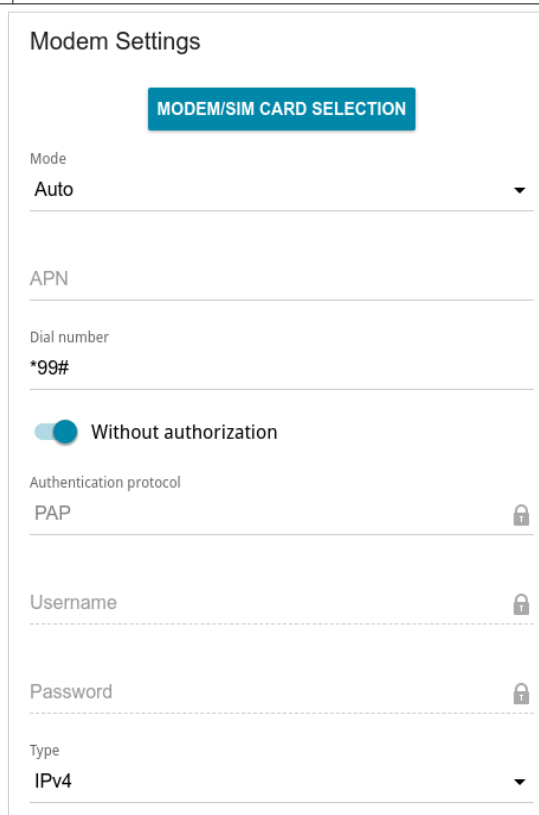 Modem Settings
MODEM/SIM CARD SELECTION
Mode
Auto
APN
Dial number
*99#
Without authorization
Authentication protocol
PAP
Username
Password
Type
IPv4